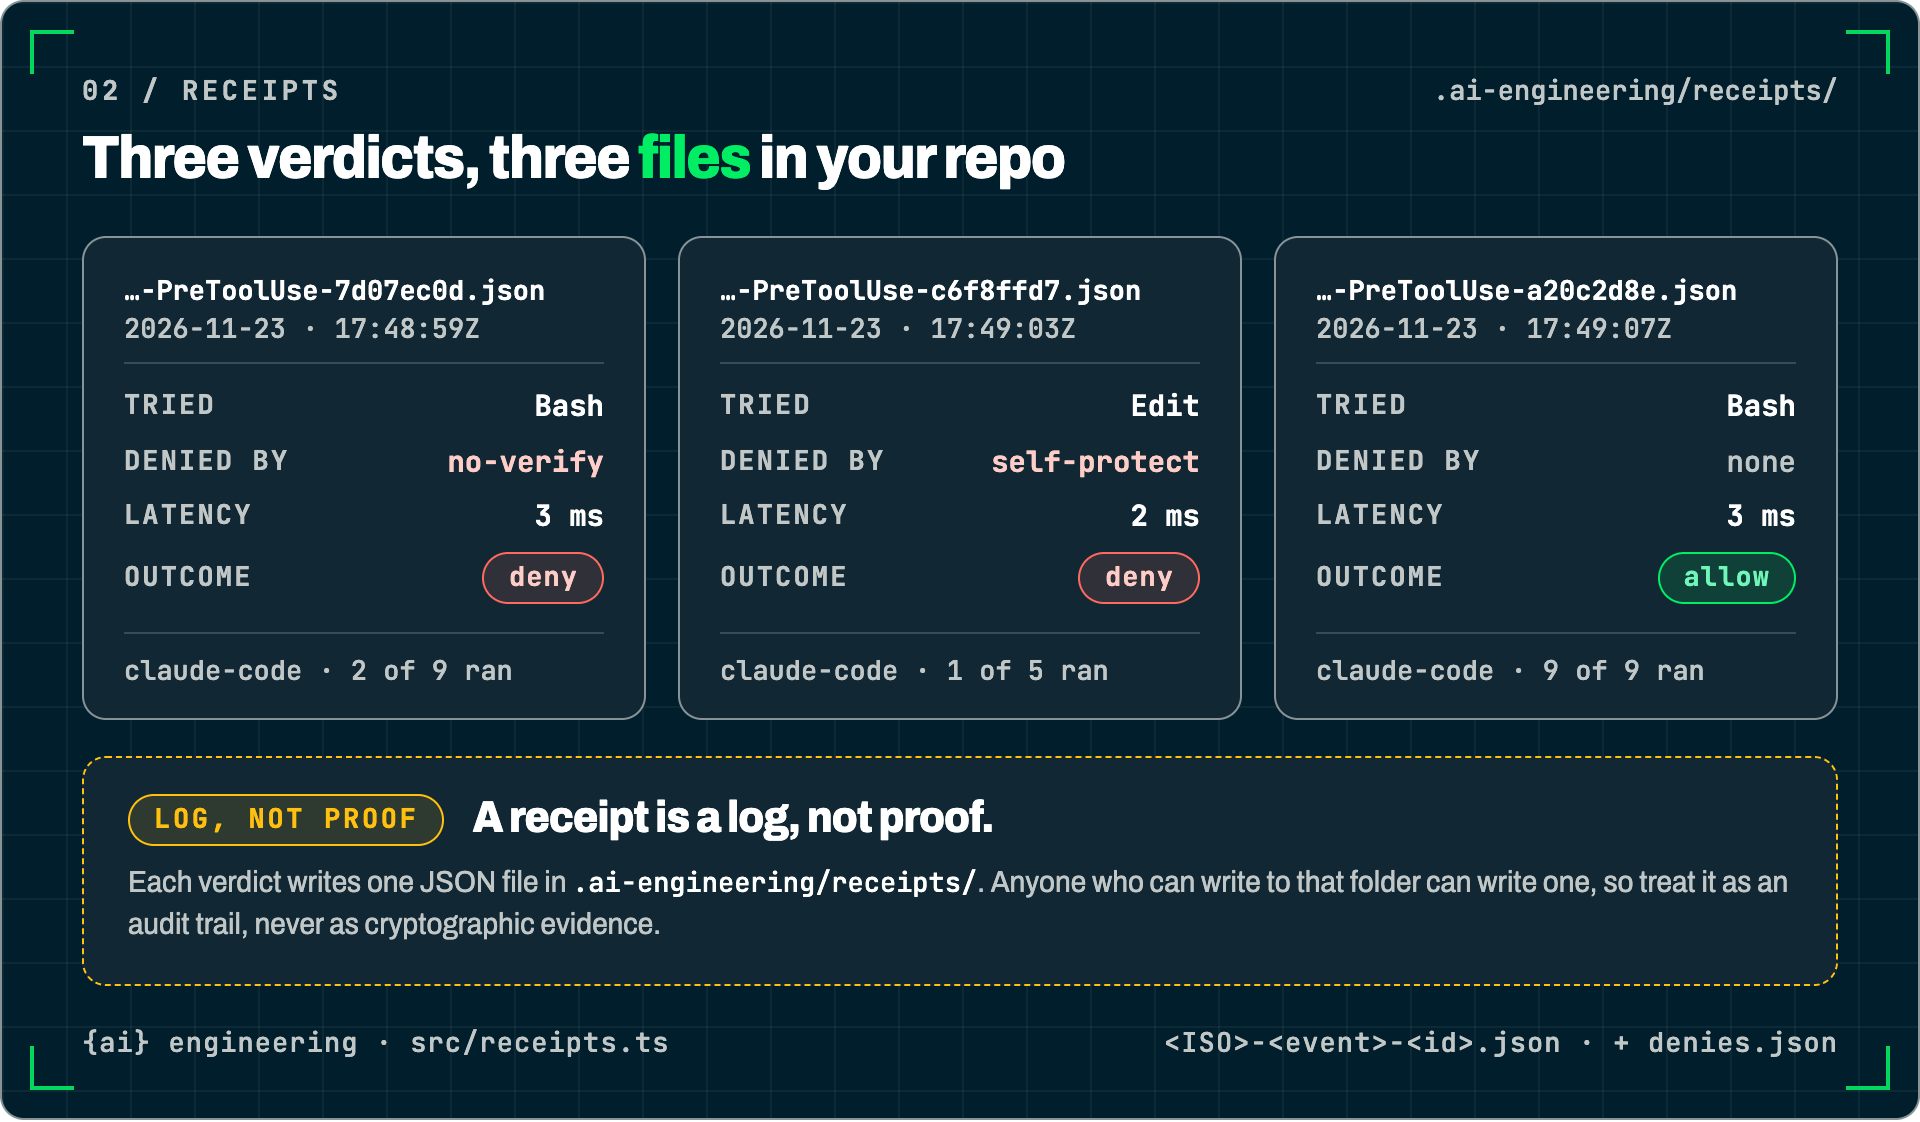 02 / RECEIPTS
.ai-engineering/receipts/
Three verdicts, three files in your repo
…-PreToolUse-7d07ec0d.json
2026-11-23 · 17:48:59Z
TRIED Bash
DENIED BY no-verify
LATENCY 3 ms
OUTCOME deny
claude-code · 2 of 9 ran
…-PreToolUse-c6f8ffd7.json
2026-11-23 · 17:49:03Z
TRIED Edit
DENIED BY self-protect
LATENCY 2 ms
OUTCOME deny
claude-code · 1 of 5 ran
…-PreToolUse-a20c2d8e.json
2026-11-23 · 17:49:07Z
TRIED Bash
DENIED BY none
LATENCY 3 ms
OUTCOME allow
claude-code · 9 of 9 ran
LOG, NOT PROOF
A receipt is a log, not proof.
Each verdict writes one JSON file in .ai-engineering/receipts/. Anyone who can write to that folder can write one, so treat it as an
audit trail, never as cryptographic evidence.
{ai} engineering · src/receipts.ts
<ISO>-<event>-<id>.json · + denies.json